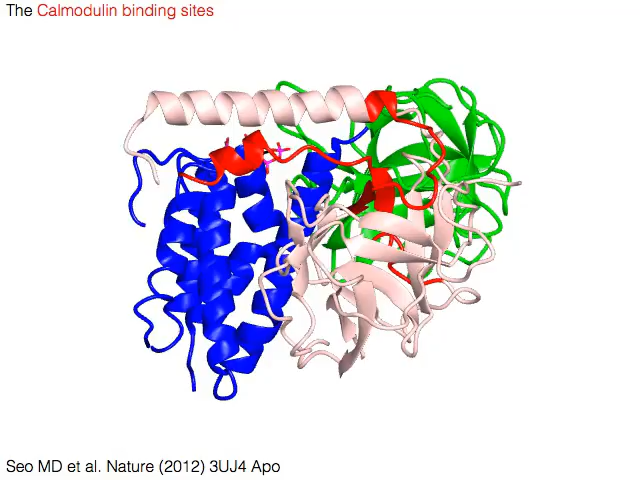 The Calmodulin binding sites
Seo MD et al. Nature (2012) 3UJ4 Apo